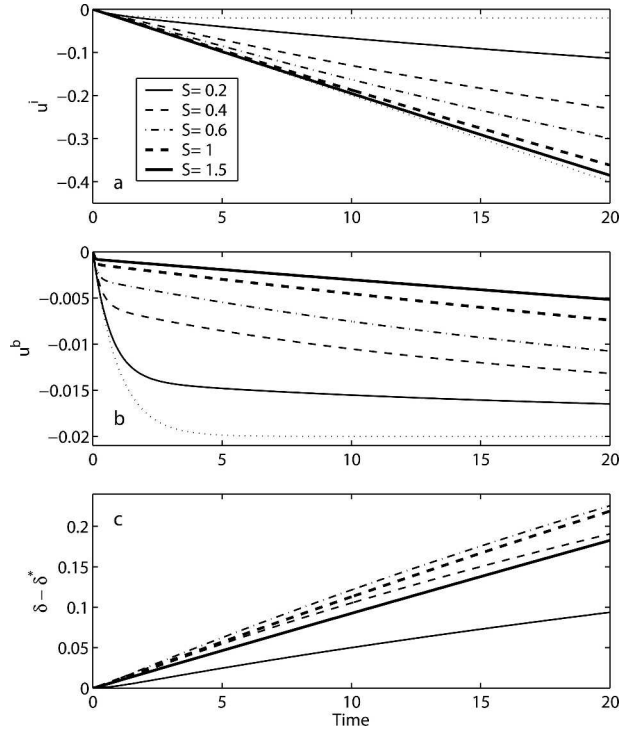 0
−0.1
−0.2
−0.3
−0.4
u^i
S= 0.2
S= 0.4
S= 0.6
S= 1
S= 1.5
a
0 5 10 15 20
0
−0.005
−0.01
−0.015
−0.02
u^b
b
0 5 10 15 20
0.2
0.15
0.1
0.05
0
δ − δ*
c
0 5 10 15 20
Time